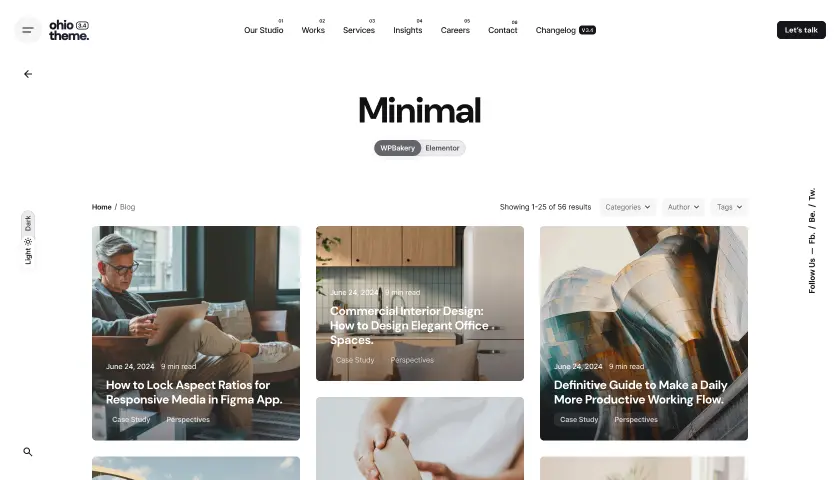 ohio 3.4
theme.
01 02 03 04 05 06
Our Studio Works Services Insights Careers Contact Changelog V3.4
Let's talk
Minimal
WPBakery Elementor
Home / Blog
Showing 1-25 of 56 results Categories Author Tags
Light Dark
Follow Us — Fb. / Be. / Tw.
June 24, 2024 9 min read
How to Lock Aspect Ratios for
Responsive Media in Figma App.
Case Study Perspectives
June 24, 2024 9 min read
Commercial Interior Design:
How to Design Elegant Office
Spaces.
Case Study Perspectives
June 24, 2024 9 min read
Definitive Guide to Make a Daily
More Productive Working Flow.
Case Study Perspectives